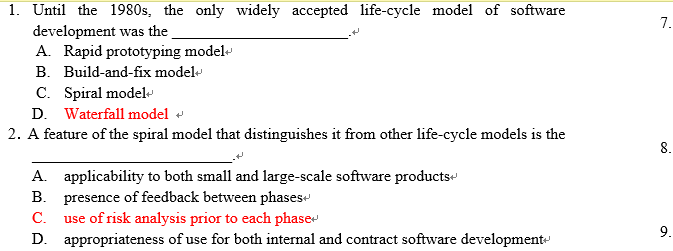 1. Until the 1980s, the only widely accepted life-cycle model of software
development was the ______________________.
A. Rapid prototyping model
B. Build-and-fix model
C. Spiral model
D. Waterfall model
2. A feature of the spiral model that distinguishes it from other life-cycle models is the
_________________________.
A. applicability to both small and large-scale software products
B. presence of feedback between phases
C. use of risk analysis prior to each phase
D. appropriateness of use for both internal and contract software development
7.
8.
9.